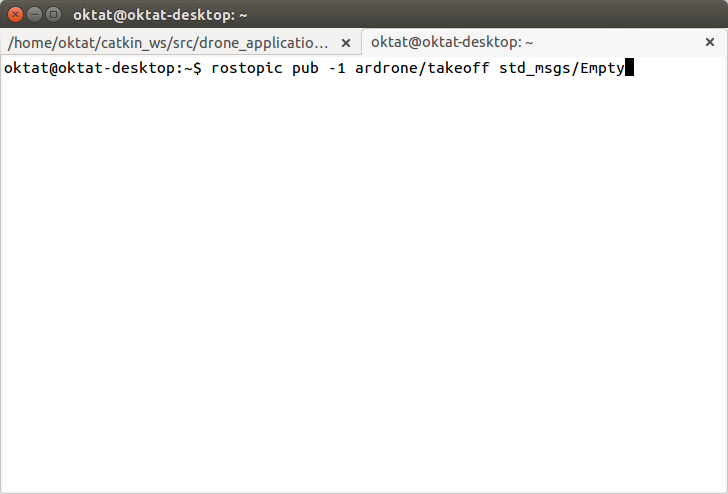 oktat@oktat-desktop: ~
/home/oktat/catkin_ws/src/drone_applicatio... × oktat@oktat-desktop: ~ ×
oktat@oktat-desktop:~$ rostopic pub -1 ardrone/takeoff std_msgs/Empty